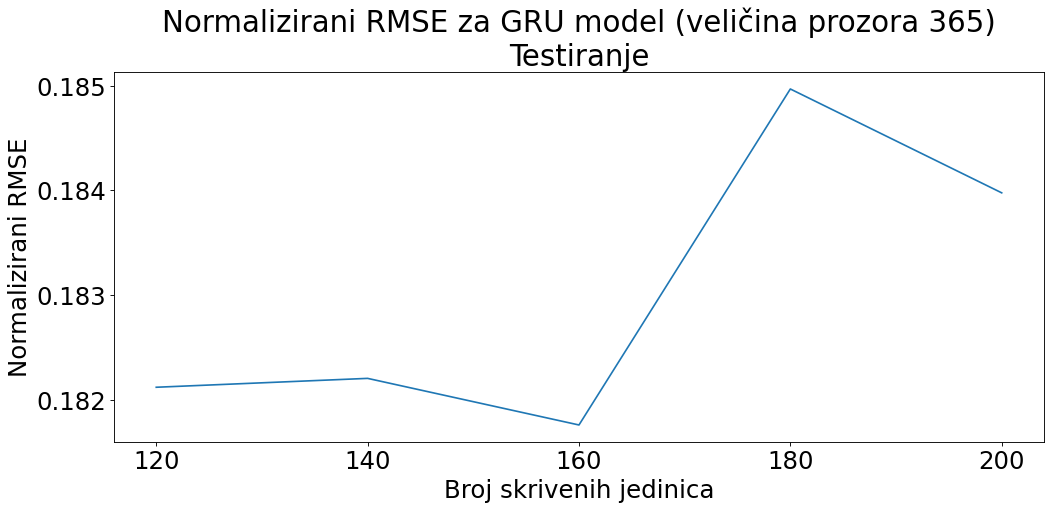 Normalizirani RMSE za GRU model (veličina prozora 365)
Testiranje
Normalizirani RMSE
0.185
0.184
0.183
0.182
120 140 160 180 200
Broj skrivenih jedinica